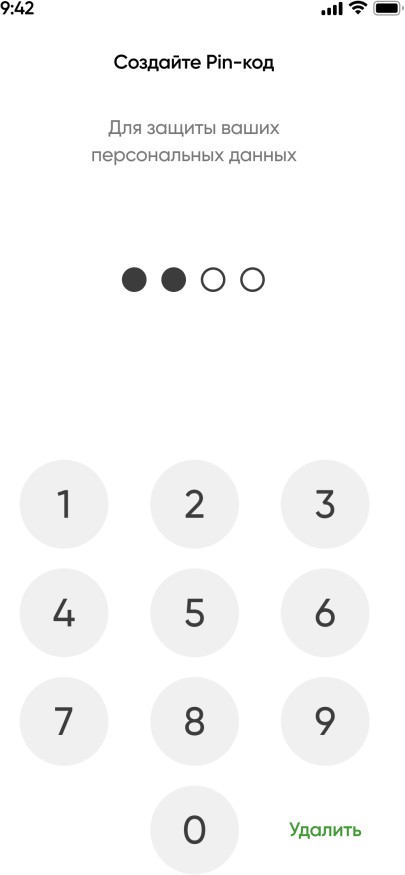 9:42
Создайте Pin-код
Для защиты ваших
персональных данных
1 2 3
4 5 6
7 8 9
0 Удалить